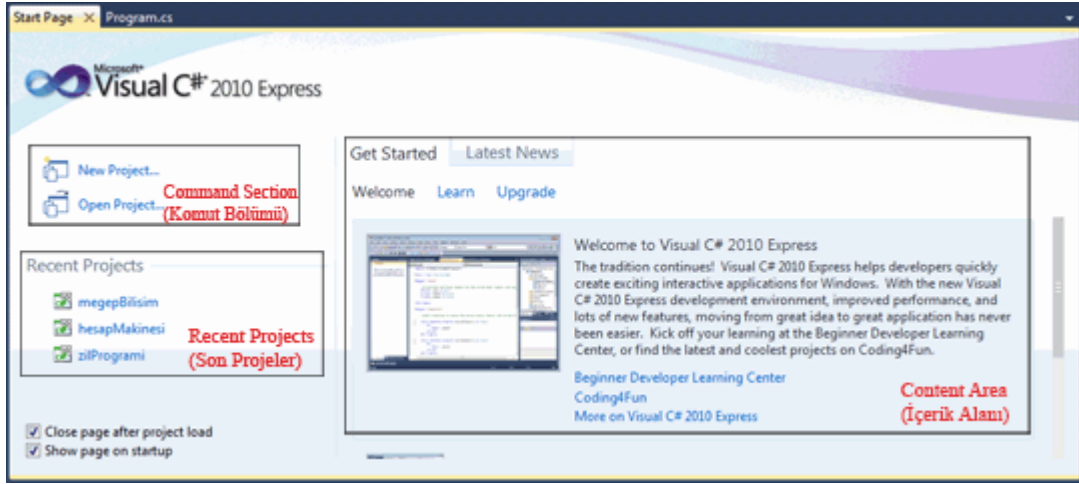 Start Page
Program.cs
Microsoft®
Visual C#® 2010 Express
New Project...
Open Project...
Command Section
(Komut Bölümü)
Recent Projects
megepBilisim
hesapMakinesi
zilProgrami
Recent Projects
(Son Projeler)
Close page after project load
Show page on startup
Get Started
Latest News
Welcome Learn Upgrade
Welcome to Visual C# 2010 Express
The tradition continues! Visual C# 2010 Express helps developers quickly
create exciting interactive applications for Windows. With the new Visual
C# 2010 Express development environment, improved performance, and
lots of new features, moving from great idea to great application has never
been easier. Kick off your learning at the Beginner Developer Learning
Center, or find the latest and coolest projects on Coding4Fun.
Beginner Developer Learning Center
Coding4Fun
More on Visual C# 2010 Express
Content Area
(İçerik Alanı)